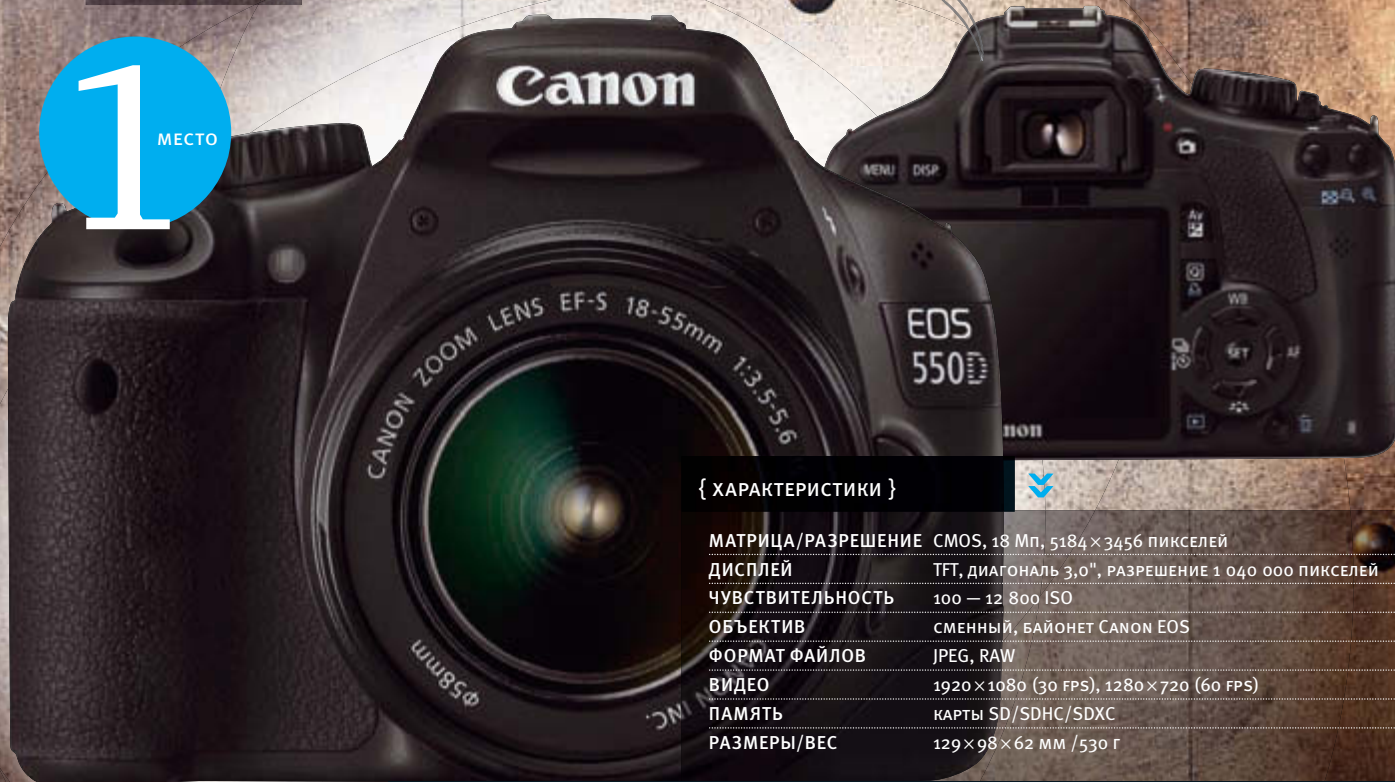 1 МЕСТО
Canon
MENU DISP.
Av
Q
WB
SET
AF
EOS
550D
CANON ZOOM LENS EF-S 18-55mm 1:3.5-5.6
ø58mm
INC.
{ ХАРАКТЕРИСТИКИ }
МАТРИЦА/РАЗРЕШЕНИЕ CMOS, 18 Мп, 5184×3456 пикселей
ДИСПЛЕЙ TFT, диагональ 3,0", разрешение 1 040 000 пикселей
ЧУВСТВИТЕЛЬНОСТЬ 100 — 12 800 ISO
ОБЪЕКТИВ сменный, байонет Canon EOS
ФОРМАТ ФАЙЛОВ JPEG, RAW
ВИДЕО 1920×1080 (30 fps), 1280×720 (60 fps)
ПАМЯТЬ карты SD/SDHC/SDXC
РАЗМЕРЫ/ВЕС 129×98×62 мм /530 г